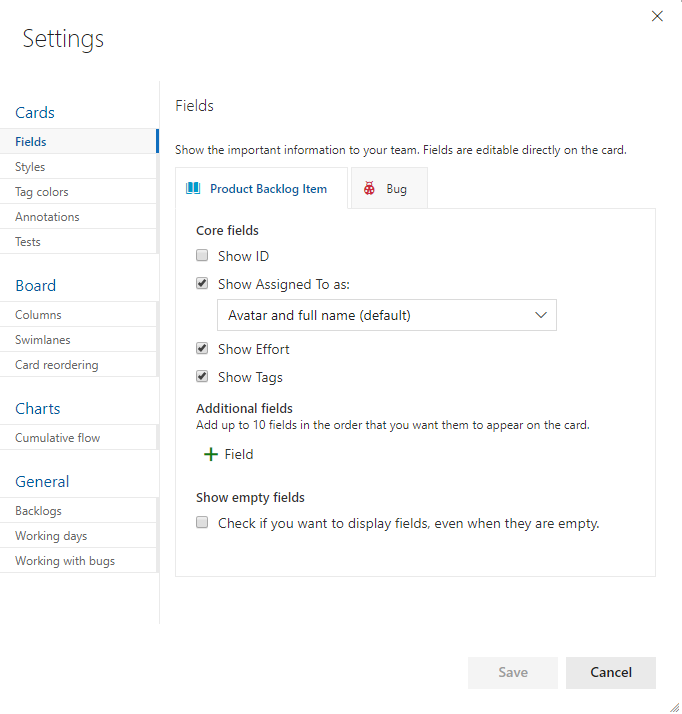 Settings
Cards
Fields
Styles
Tag colors
Annotations
Tests
Board
Columns
Swimlanes
Card reordering
Charts
Cumulative flow
General
Backlogs
Working days
Working with bugs
Fields
Show the important information to your team. Fields are editable directly on the card.
Product Backlog Item
Bug
Core fields
Show ID
Show Assigned To as:
Avatar and full name (default)
Show Effort
Show Tags
Additional fields
Add up to 10 fields in the order that you want them to appear on the card.
Field
Show empty fields
Check if you want to display fields, even when they are empty.
Save
Cancel